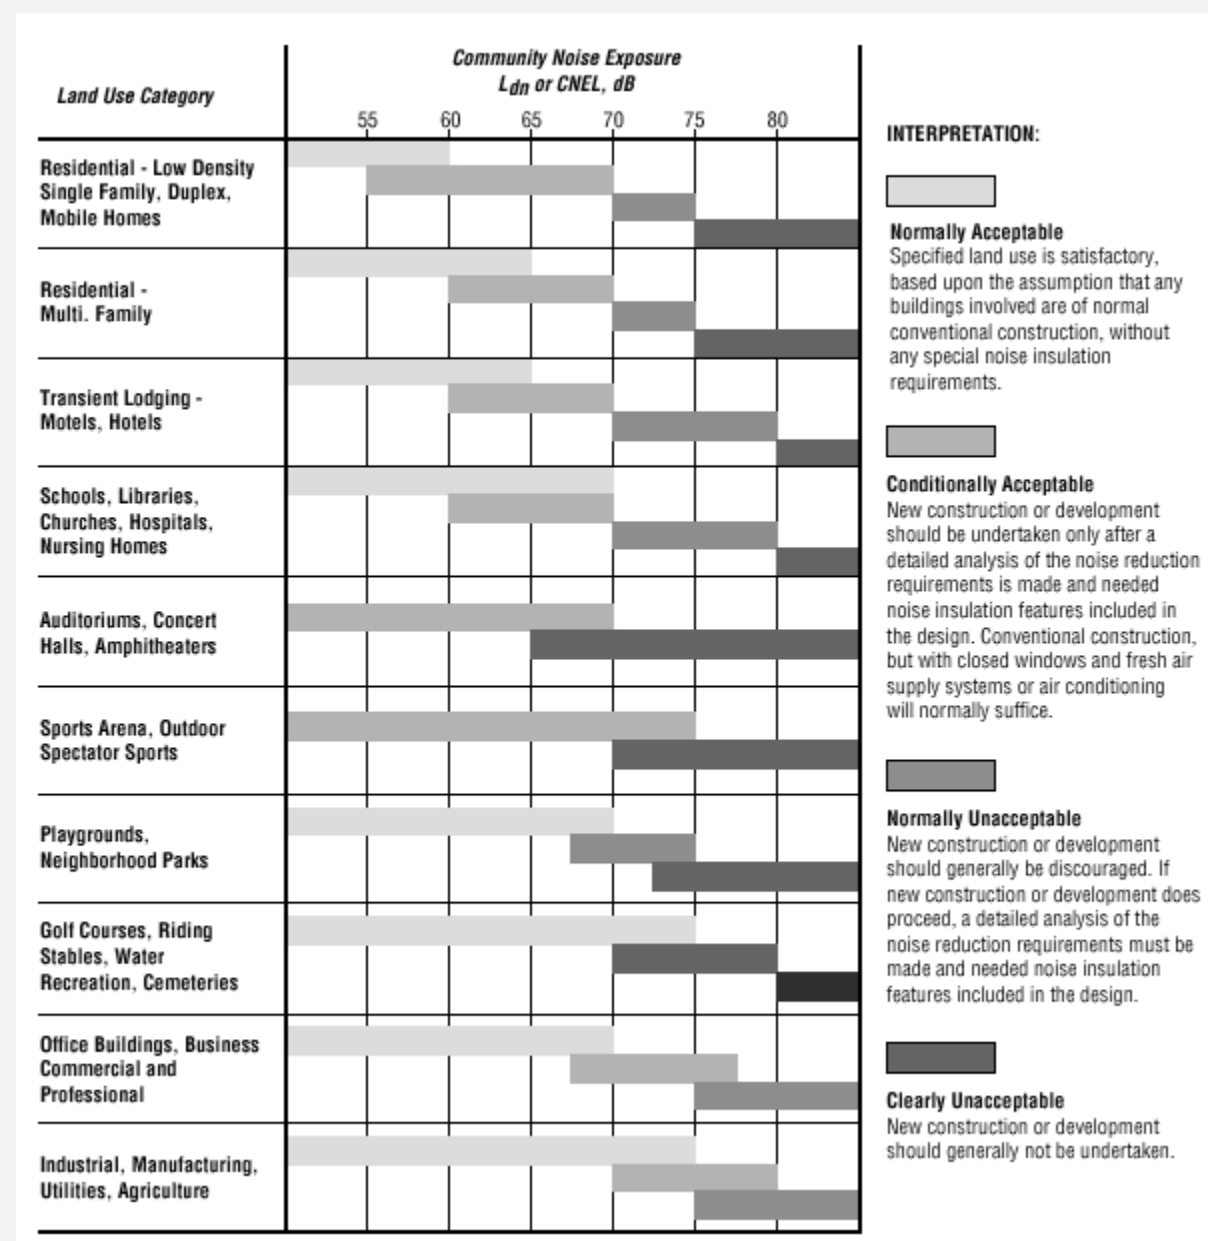 Community Noise Exposure
Ldn or CNEL, dB
Land Use Category
55 60 65 70 75 80
Residential - Low Density
Single Family, Duplex,
Mobile Homes
Residential -
Multi. Family
Transient Lodging -
Motels, Hotels
Schools, Libraries,
Churches, Hospitals,
Nursing Homes
Auditoriums, Concert
Halls, Amphitheaters
Sports Arena, Outdoor
Spectator Sports
Playgrounds,
Neighborhood Parks
Golf Courses, Riding
Stables, Water
Recreation, Cemeteries
Office Buildings, Business
Commercial and
Professional
Industrial, Manufacturing,
Utilities, Agriculture
INTERPRETATION:
Normally Acceptable
Specified land use is satisfactory,
based upon the assumption that any
buildings involved are of normal
conventional construction, without
any special noise insulation
requirements.
Conditionally Acceptable
New construction or development
should be undertaken only after a
detailed analysis of the noise reduction
requirements is made and needed
noise insulation features included in
the design. Conventional construction,
but with closed windows and fresh air
supply systems or air conditioning
will normally suffice.
Normally Unacceptable
New construction or development
should generally be discouraged. If
new construction or development does
proceed, a detailed analysis of the
noise reduction requirements must be
made and needed noise insulation
features included in the design.
Clearly Unacceptable
New construction or development
should generally not be undertaken.